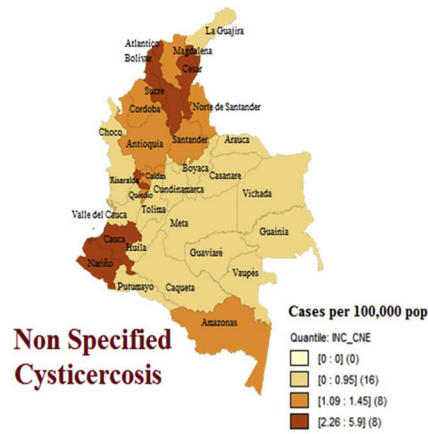 La Guajira
Atlantico
Magdalena
Bolivar
Cesar
Sucre
Cordoba
Norte de Santander
Choco
Antioquia
Santander
Arauca
Boyaca
Risaralda
Caldas
Casanare
Cundinamarca
Quindio
Vichada
Tolima
Valle del Cauca
Meta
Guainia
Cauca
Huila
Guaviaré
Nariño
Vaupés
Putumayo
Caqueta
Amazonas
Cases per 100,000 pop
Quantile: INC_CNE
[0 : 0] (0)
[0 : 0.95] (16)
[1.09 : 1.45] (8)
[2.26 : 5.9] (8)
Non Specified
Cysticercosis